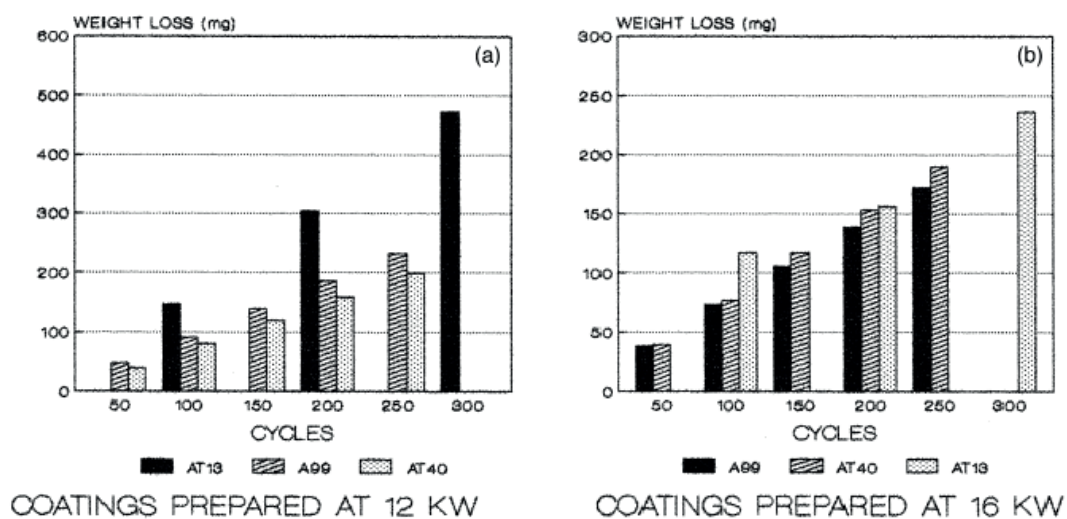 WEIGHT LOSS (mg)
600
(a)
500
400
300
200
100
0
50 100 150 200 250 300
CYCLES
AT13 A99 AT40
COATINGS PREPARED AT 12 KW
WEIGHT LOSS (mg)
300
(b)
250
200
150
100
50
0
50 100 150 200 250 300
CYCLES
A99 AT40 AT13
COATINGS PREPARED AT 16 KW